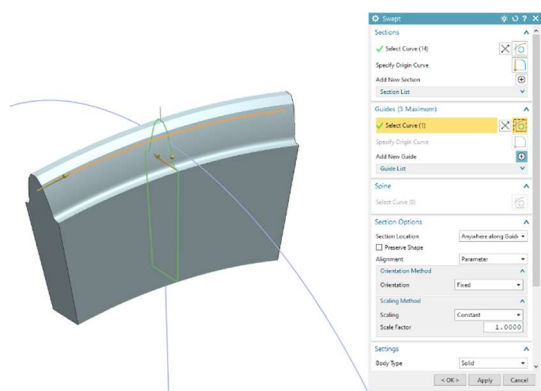 Swept
Sections
Select Curve (14)
Specify Origin Curve
Add New Section
Section List
Guides (3 Maximum)
Select Curve (1)
Specify Origin Curve
Add New Guide
Guide List
Spine
Select Curve (0)
Section Options
Section Location Anywhere along Guid
Preserve Shape
Alignment Parameter
Orientation Method
Orientation Fixed
Scaling Method
Scaling Constant
Scale Factor 1.0000
Settings
Body Type Solid
< OK > Apply Cancel